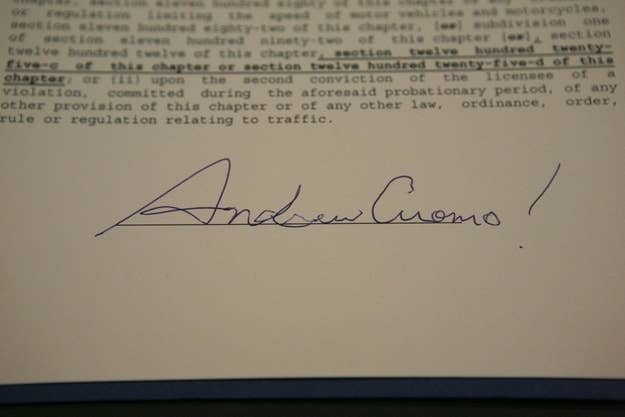 or regulation limiting the speed of motor vehicles and motorcycles,
section eleven hundred eighty-two of this chapter, [or] subdivision one
of section eleven hundred ninety-two of this chapter [or], section
twelve hundred twelve of this chapter, section twelve hundred twenty-
five-c of this chapter or section twelve hundred twenty-five-d of this
chapter; or (ii) upon the second conviction of the licensee of a
violation, committed during the aforesaid probationary period, of any
other provision of this chapter or of any other law, ordinance, order,
rule or regulation relating to traffic.
Andrew Cuomo!